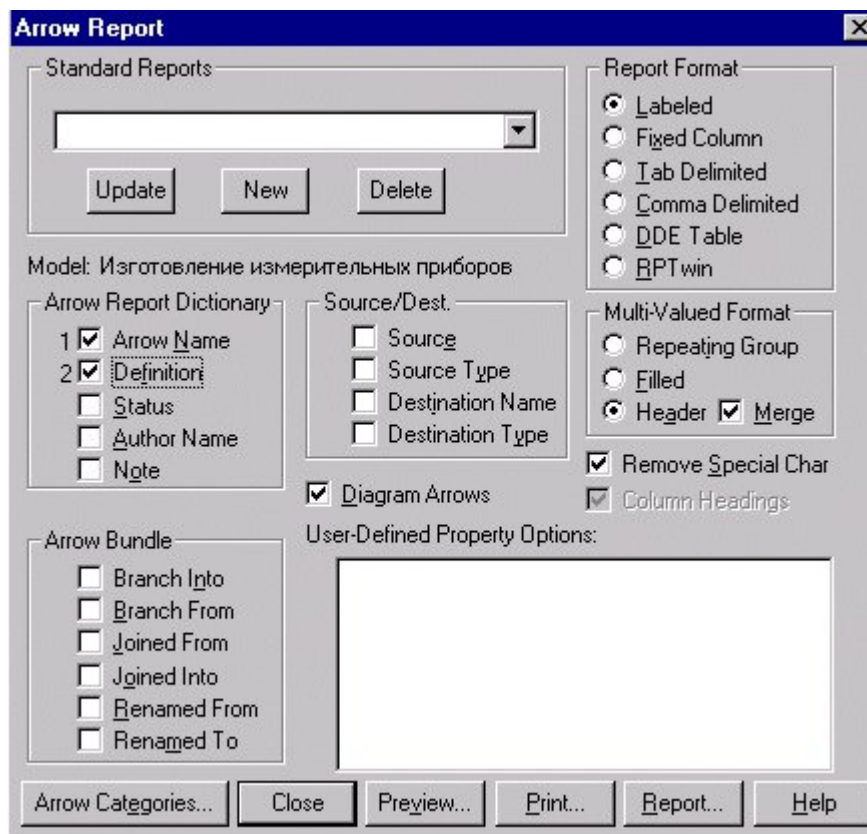 Arrow Report
Standard Reports
Update New Delete
Model: Изготовление измерительных приборов
Report Format
Labeled
Fixed Column
Tab Delimited
Comma Delimited
DDE Table
RPTwin
Arrow Report Dictionary
1 Arrow Name
2 Definition
Status
Author Name
Note
Source/Dest.
Source
Source Type
Destination Name
Destination Type
Multi-Valued Format
Repeating Group
Filled
Header Merge
Diagram Arrows
Remove Special Char
Column Headings
Arrow Bundle
Branch Into
Branch From
Joined From
Joined Into
Renamed From
Renamed To
User-Defined Property Options:
Arrow Categories... Close Preview... Print... Report... Help